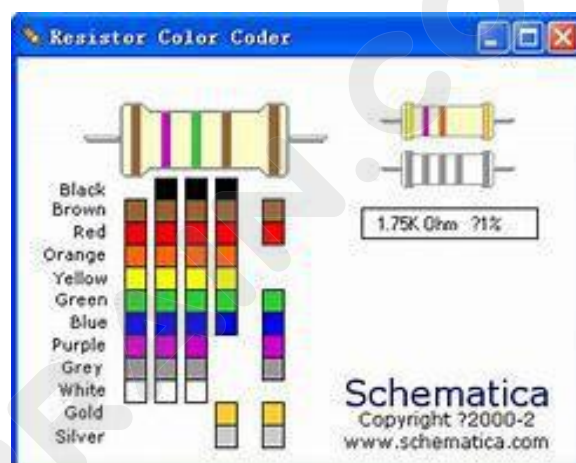 Resistor Color Coder
Black
Brown
Red
Orange
Yellow
Green
Blue
Purple
Grey
White
Gold
Silver
1.75K Ohm ?1%
Schematica
Copyright ?2000-2
www.schematica.com